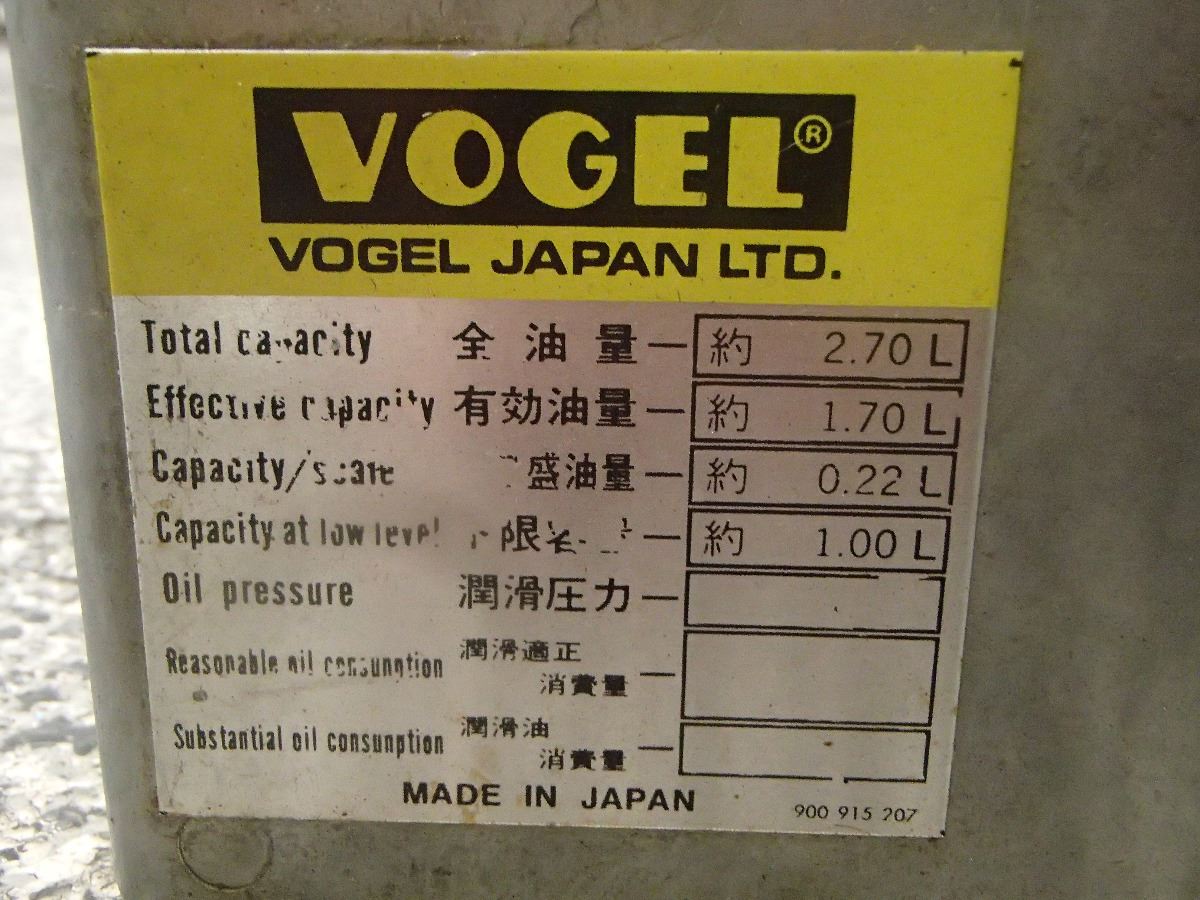 VOGEL®
VOGEL JAPAN LTD.
Total capacity 全油量 約 2.70 L
Effective capacity 有効油量 約 1.70 L
Capacity/scale 盛油量 約 0.22 L
Capacity at low level 限 約 1.00 L
Oil pressure 潤滑圧力
Reasonable oil consunption 潤滑適正
消費量
Substantial oil consunption 潤滑油
消費量
MADE IN JAPAN
900 915 207